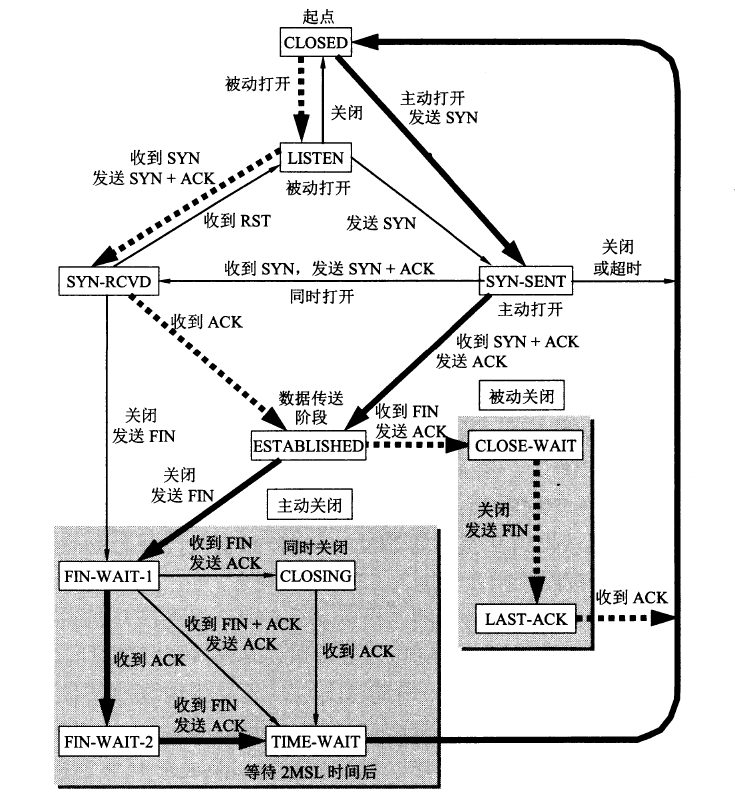 起点
CLOSED
被动打开
关闭
主动打开
发送 SYN
收到 SYN
发送 SYN + ACK
LISTEN
被动打开
收到 RST
发送 SYN
关闭
或超时
SYN-RCVD
收到 SYN，发送 SYN + ACK
同时打开
SYN-SENT
主动打开
收到 ACK
收到 SYN + ACK
发送 ACK
关闭
发送 FIN
数据传送
阶段
ESTABLISHED
收到 FIN
发送 ACK
被动关闭
CLOSE-WAIT
关闭
发送 FIN
主动关闭
关闭
发送 FIN
FIN-WAIT-1
收到 FIN
发送 ACK
同时关闭
CLOSING
LAST-ACK
收到 ACK
收到 FIN + ACK
发送 ACK
收到 ACK
收到 ACK
FIN-WAIT-2
收到 FIN
发送 ACK
TIME-WAIT
等待 2MSL 时间后